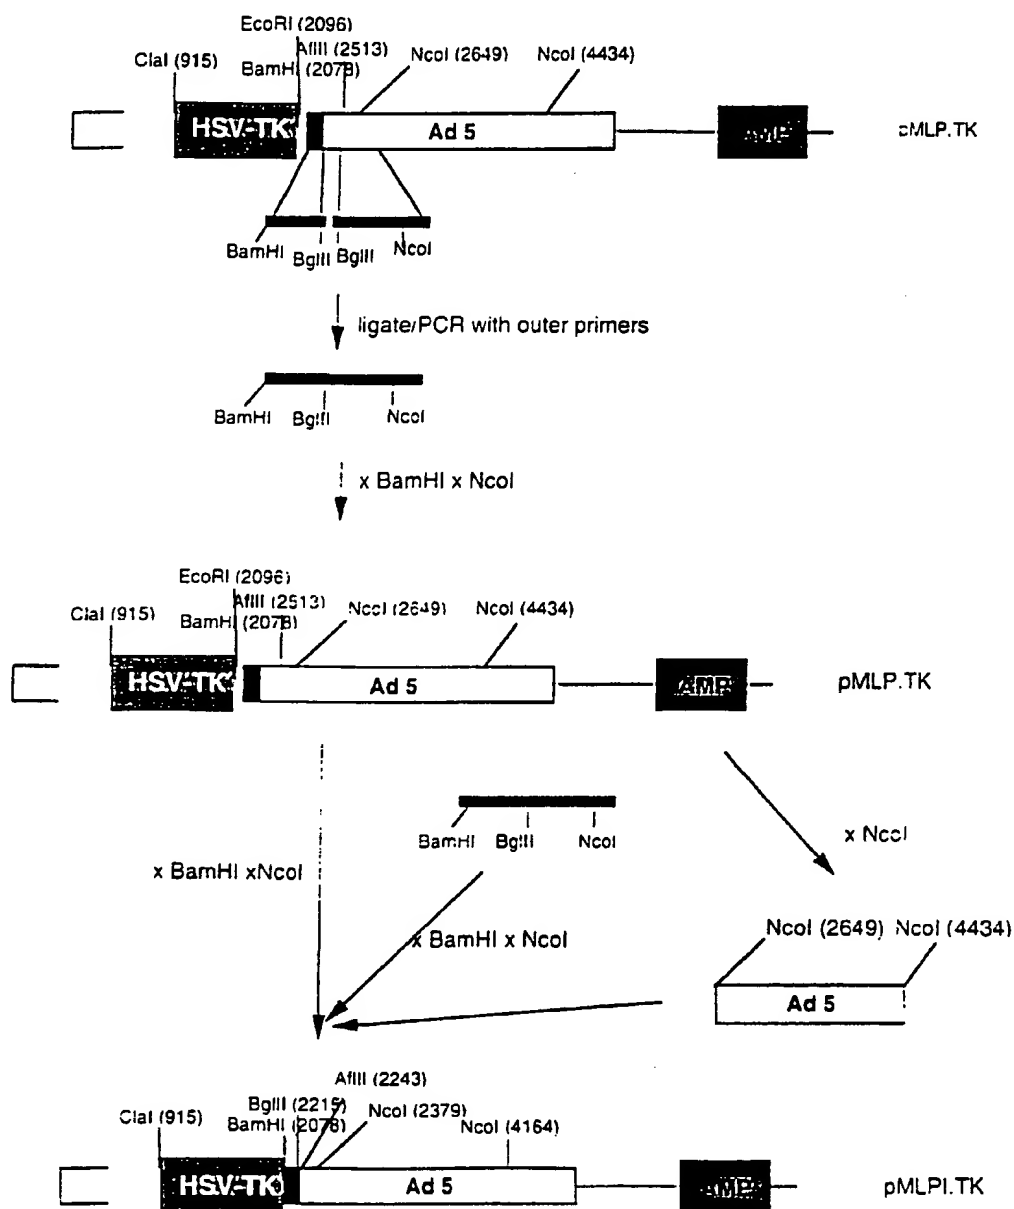 EcoRI (2096)
AflII (2513)
ClaI (915)
BamHI (2078)
NcoI (2649)
NcoI (4434)
HSV-TK
Ad 5
AMP
pMLP.TK
BamHI
BglII
BglII
NcoI
ligate/PCR with outer primers
BamHI
BglII
NcoI
x BamHI x NcoI
EcoRI (2096)
AflII (2513)
ClaI (915)
BamHI (2078)
NcoI (2649)
NcoI (4434)
HSV-TK
Ad 5
AMP
pMLP.TK
BamHI
BglII
NcoI
x NcoI
x BamHI xNcoI
x BamHI x NcoI
NcoI (2649)
NcoI (4434)
Ad 5
AflII (2243)
BglII (2215)
ClaI (915)
BamHI (2078)
NcoI (2379)
NcoI (4164)
HSV-TK
Ad 5
AMP
pMLPI.TK